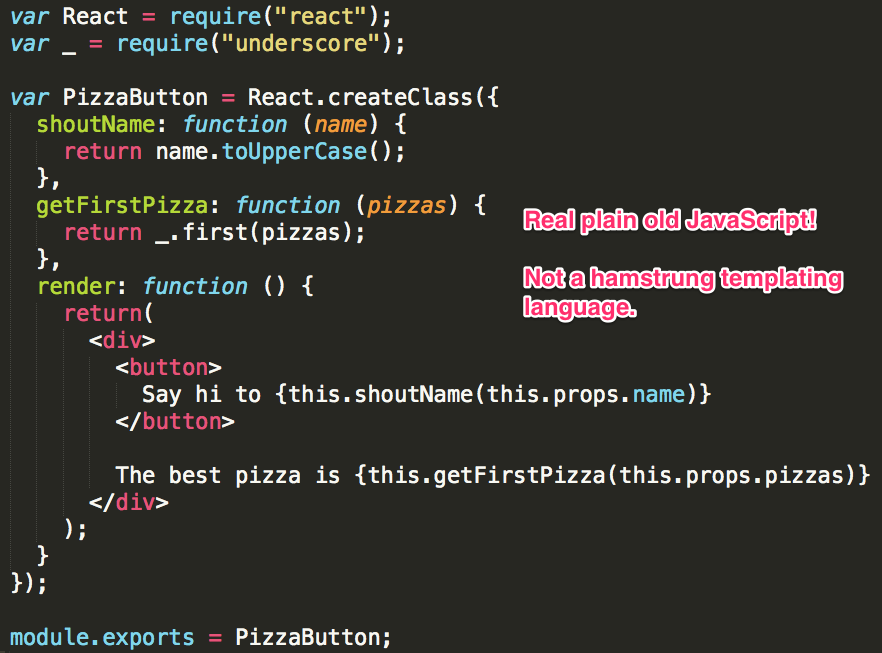 var React = require("react");
var _ = require("underscore");
var PizzaButton = React.createClass({
shoutName: function (name) {
return name.toUpperCase();
},
getFirstPizza: function (pizzas) {
return _.first(pizzas);
},
render: function () {
return(
<div>
<button>
Say hi to {this.shoutName(this.props.name)}
</button>
The best pizza is {this.getFirstPizza(this.props.pizzas)}
</div>
);
}
});
module.exports = PizzaButton;
Real plain old JavaScript!
Not a hamstrung templating
language.